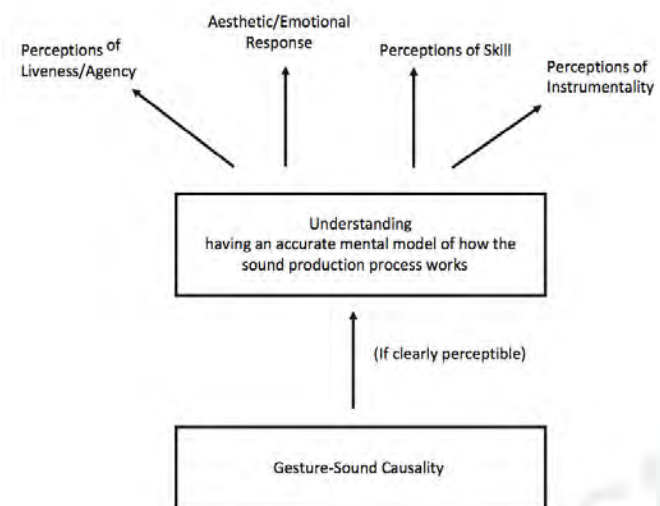 Aesthetic/Emotional
Response
Perceptions of
Liveness/Agency
Perceptions of Skill
Perceptions of
Instrumentality
Understanding
having an accurate mental model of how the
sound production process works
(If clearly perceptible)
Gesture-Sound Causality